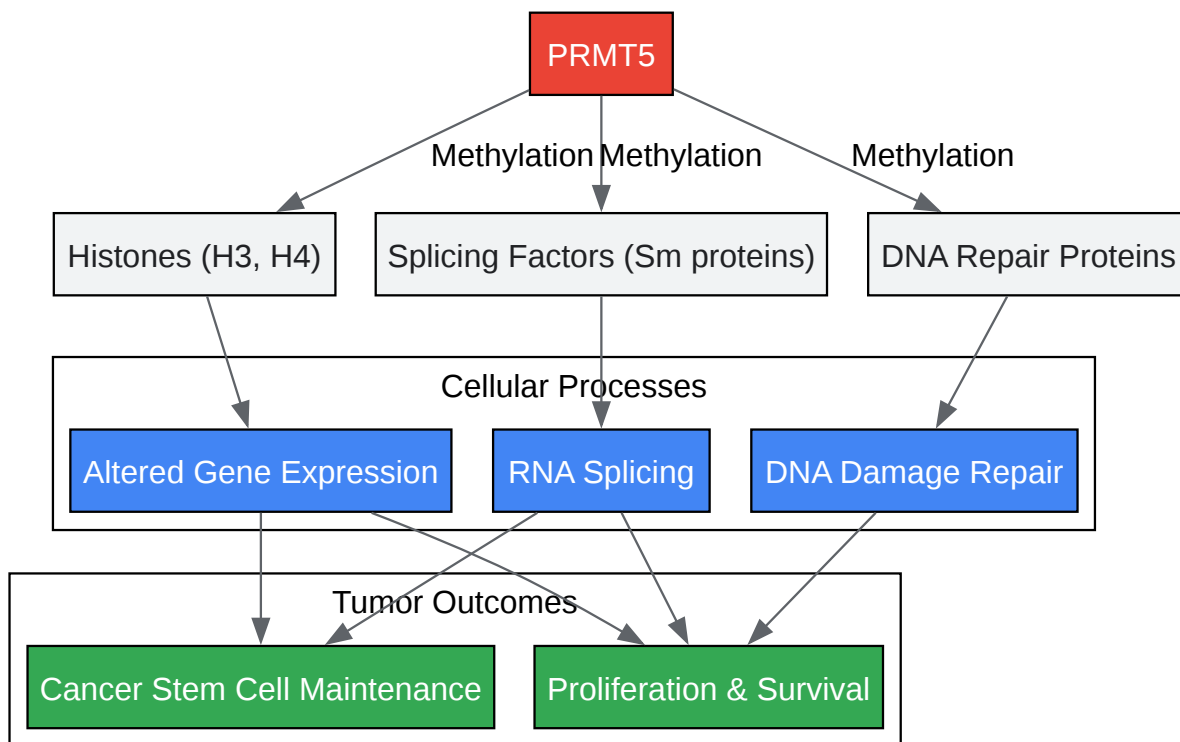 PRMT5
Methylation
Methylation
Methylation
Histones (H3, H4)
Splicing Factors (Sm proteins)
DNA Repair Proteins
Cellular Processes
Altered Gene Expression
RNA Splicing
DNA Damage Repair
Tumor Outcomes
Cancer Stem Cell Maintenance
Proliferation & Survival